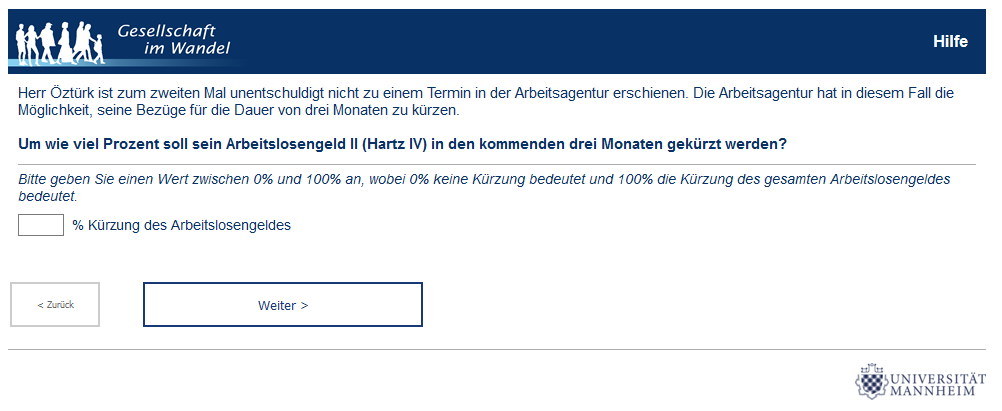 Gesellschaft
im Wandel
Hilfe
Herr Öztürk ist zum zweiten Mal unentschuldigt nicht zu einem Termin in der Arbeitsagentur erschienen. Die Arbeitsagentur hat in diesem Fall die
Möglichkeit, seine Bezüge für die Dauer von drei Monaten zu kürzen.
Um wie viel Prozent soll sein Arbeitslosengeld II (Hartz IV) in den kommenden drei Monaten gekürzt werden?
Bitte geben Sie einen Wert zwischen 0% und 100% an, wobei 0% keine Kürzung bedeutet und 100% die Kürzung des gesamten Arbeitslosengeldes
bedeutet.
% Kürzung des Arbeitslosengeldes
< Zurück
Weiter >
UNIVERSITÄT
MANNHEIM